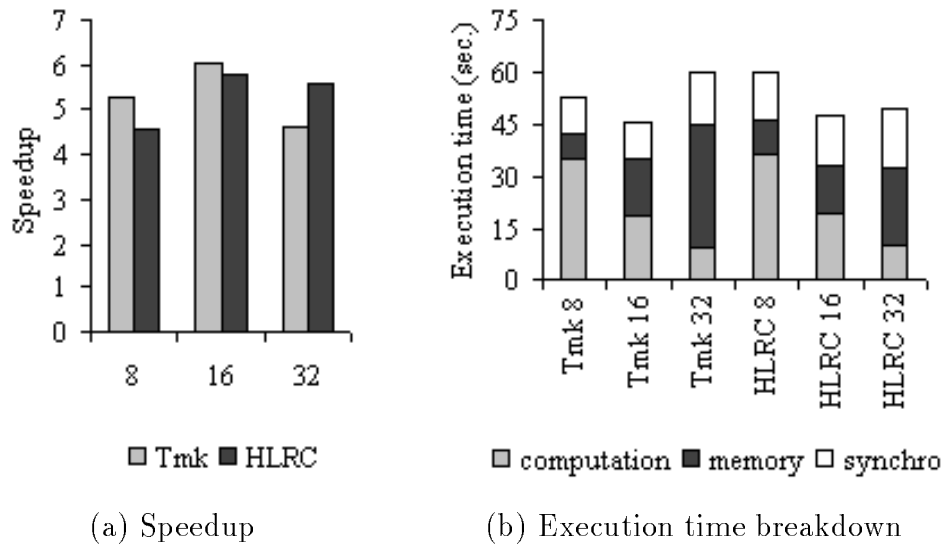 7
6
5
4
3
2
1
0
Speedup
8 16 32
Tmk HLRC
(a) Speedup
75
60
45
30
15
0
Execution time (sec.)
Tmk 8
Tmk 16
Tmk 32
HLRC 8
HLRC 16
HLRC 32
computation memory synchro
(b) Execution time breakdown